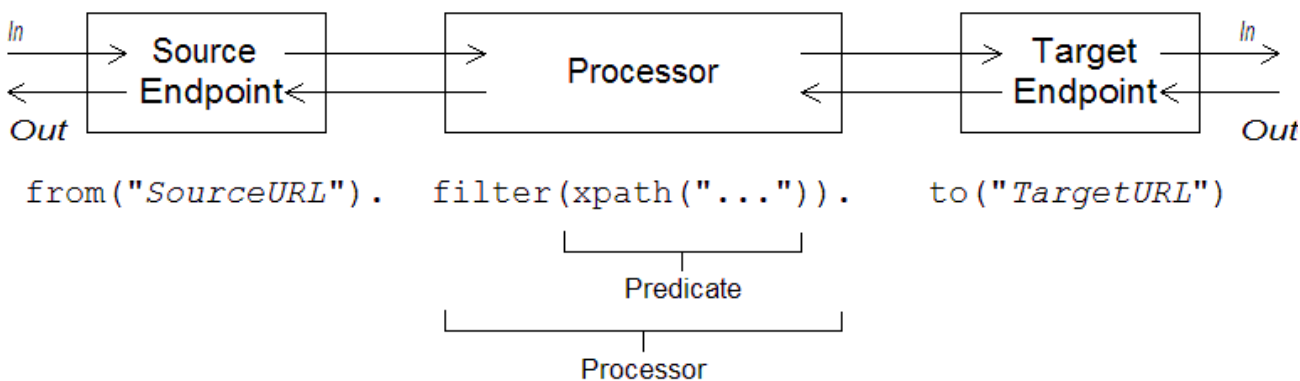 In
Source
Endpoint
Out
Processor
Target
Endpoint
In
Out
from("SourceURL"). filter(xpath("...")). to("TargetURL")
Predicate
Processor